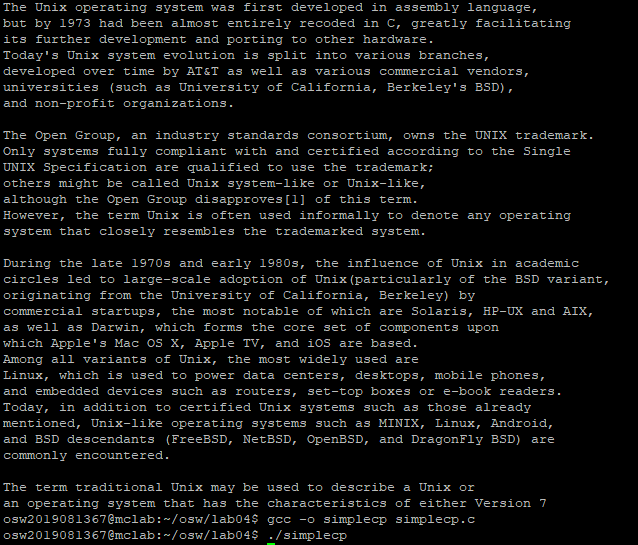 The Unix operating system was first developed in assembly language,
but by 1973 had been almost entirely recoded in C, greatly facilitating
its further development and porting to other hardware.
Today's Unix system evolution is split into various branches,
developed over time by AT&T as well as various commercial vendors,
universities (such as University of California, Berkeley's BSD),
and non-profit organizations.
The Open Group, an industry standards consortium, owns the UNIX trademark.
Only systems fully compliant with and certified according to the Single
UNIX Specification are qualified to use the trademark;
others might be called Unix system-like or Unix-like,
although the Open Group disapproves[1] of this term.
However, the term Unix is often used informally to denote any operating
system that closely resembles the trademarked system.
During the late 1970s and early 1980s, the influence of Unix in academic
circles led to large-scale adoption of Unix(particularly of the BSD variant,
originating from the University of California, Berkeley) by
commercial startups, the most notable of which are Solaris, HP-UX and AIX,
as well as Darwin, which forms the core set of components upon
which Apple's Mac OS X, Apple TV, and iOS are based.
Among all variants of Unix, the most widely used are
Linux, which is used to power data centers, desktops, mobile phones,
and embedded devices such as routers, set-top boxes or e-book readers.
Today, in addition to certified Unix systems such as those already
mentioned, Unix-like operating systems such as MINIX, Linux, Android,
and BSD descendants (FreeBSD, NetBSD, OpenBSD, and DragonFly BSD) are
commonly encountered.
The term traditional Unix may be used to describe a Unix or
an operating system that has the characteristics of either Version 7
osw2019081367@mclab:~/osw/lab04$ gcc -o simplecp simplecp.c
osw2019081367@mclab:~/osw/lab04$ ./simplecp